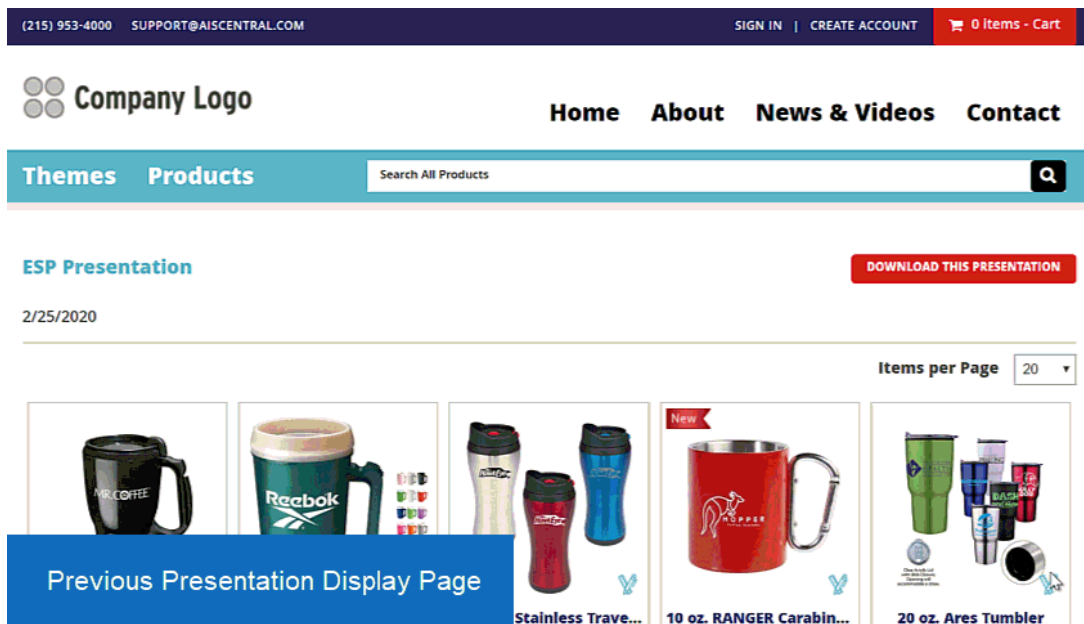 (215) 953-4000 SUPPORT@AISCENTRAL.COM SIGN IN | CREATE ACCOUNT 0 items - Cart
Company Logo
Home About News & Videos Contact
Themes Products Search All Products
ESP Presentation DOWNLOAD THIS PRESENTATION
2/25/2020
Items per Page 20
New
MR.COFFEE
Reebok
HOPPER
DASH
Previous Presentation Display Page
Stainless Trave... 10 oz. RANGER Carabin... 20 oz. Ares Tumbler